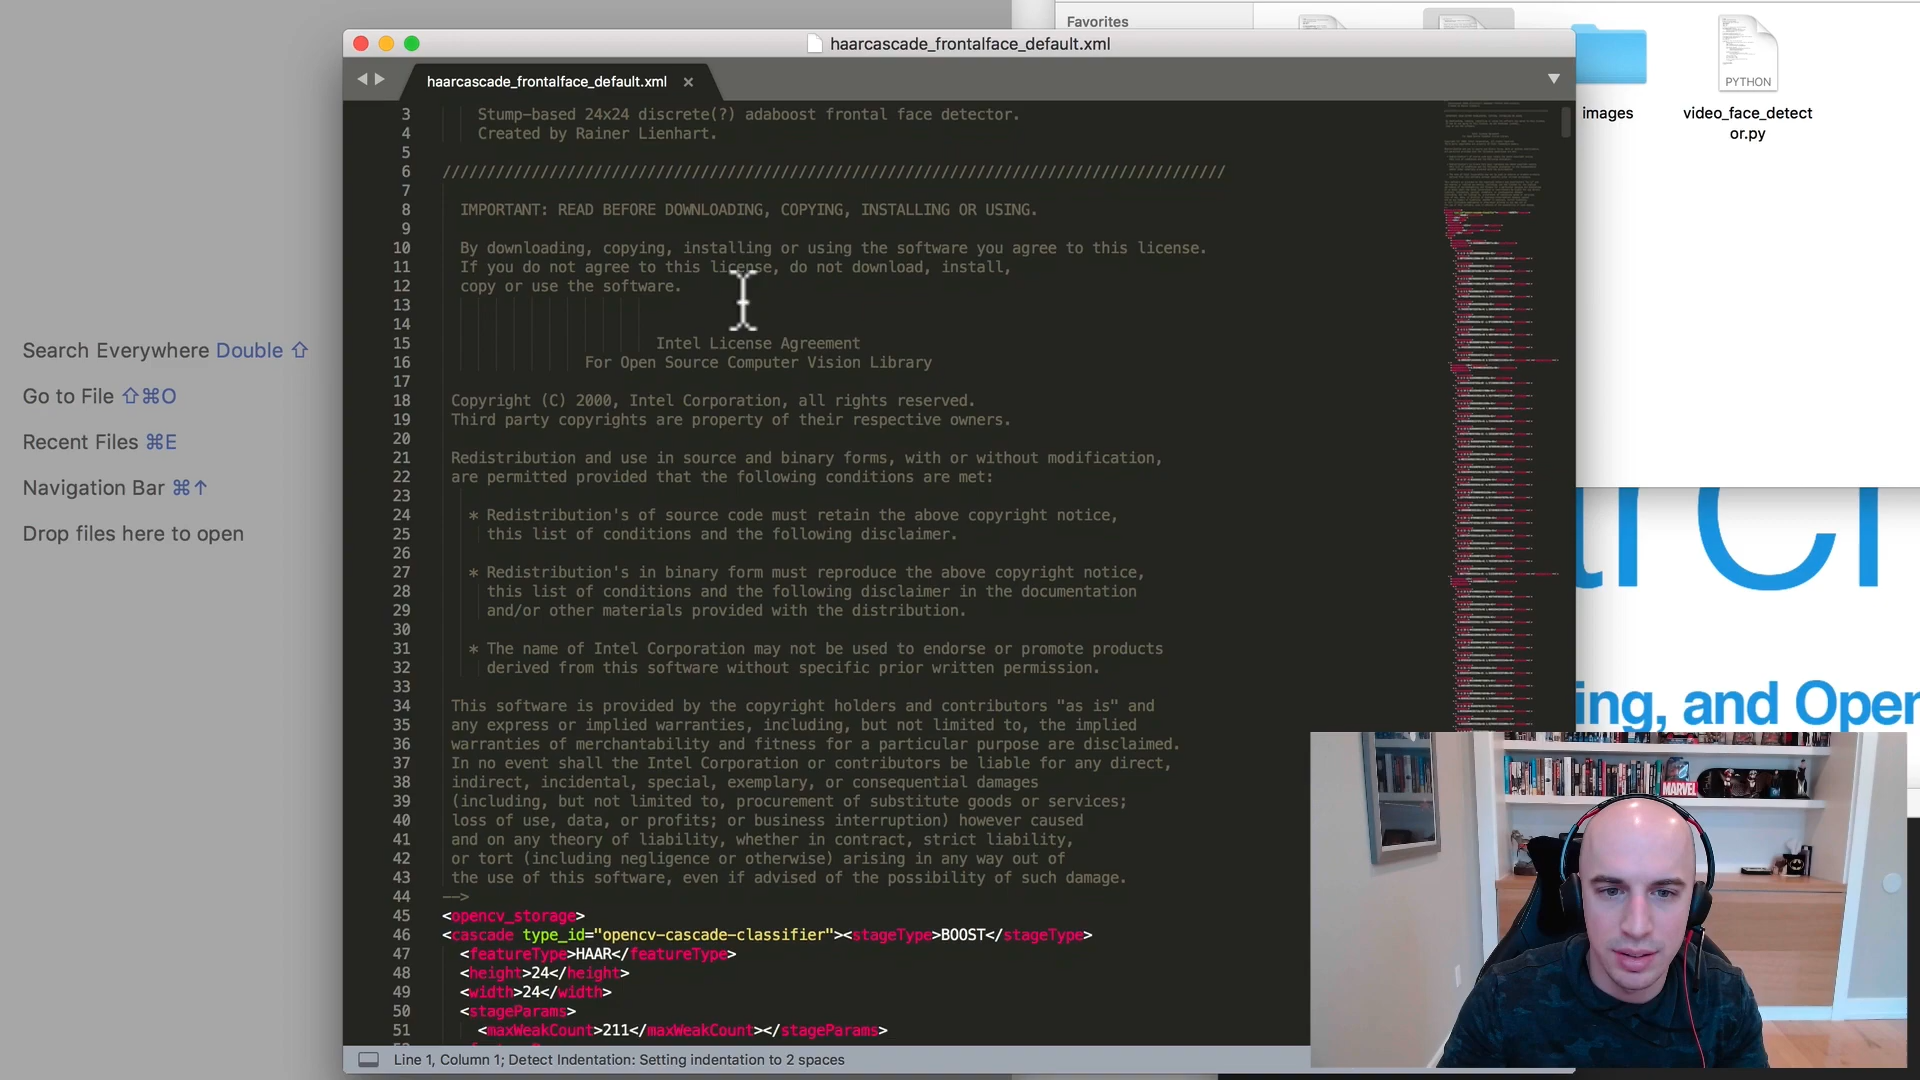 Favorites
haarcascade_frontalface_default.xml
haarcascade_frontalface_default.xml ×
PYTHON
images
video_face_detect
or.py
3 Stump-based 24x24 discrete(?) adaboost frontal face detector.
4 Created by Rainer Lienhart.
5
6 ////////////////////////////////////////////////////////////////////////////////////////
7
8 IMPORTANT: READ BEFORE DOWNLOADING, COPYING, INSTALLING OR USING.
9
10 By downloading, copying, installing or using the software you agree to this license.
11 If you do not agree to this license, do not download, install,
12 copy or use the software.
13
14
15 Intel License Agreement
16 For Open Source Computer Vision Library
17
18 Copyright (C) 2000, Intel Corporation, all rights reserved.
19 Third party copyrights are property of their respective owners.
20
21 Redistribution and use in source and binary forms, with or without modification,
22 are permitted provided that the following conditions are met:
23
24 * Redistribution's of source code must retain the above copyright notice,
25 this list of conditions and the following disclaimer.
26
27 * Redistribution's in binary form must reproduce the above copyright notice,
28 this list of conditions and the following disclaimer in the documentation
29 and/or other materials provided with the distribution.
30
31 * The name of Intel Corporation may not be used to endorse or promote products
32 derived from this software without specific prior written permission.
33
34 This software is provided by the copyright holders and contributors "as is" and
35 any express or implied warranties, including, but not limited to, the implied
36 warranties of merchantability and fitness for a particular purpose are disclaimed.
37 In no event shall the Intel Corporation or contributors be liable for any direct,
38 indirect, incidental, special, exemplary, or consequential damages
39 (including, but not limited to, procurement of substitute goods or services;
40 loss of use, data, or profits; or business interruption) however caused
41 and on any theory of liability, whether in contract, strict liability,
42 or tort (including negligence or otherwise) arising in any way out of
43 the use of this software, even if advised of the possibility of such damage.
44 -->
45 <opencv_storage>
46 <cascade type_id="opencv-cascade-classifier"><stageType>BOOST</stageType>
47 <featureType>HAAR</featureType>
48 <height>24</height>
49 <width>24</width>
50 <stageParams>
51 <maxWeakCount>211</maxWeakCount></stageParams>
Line 1, Column 1; Detect Indentation: Setting indentation to 2 spaces
Search Everywhere Double ⇧
Go to File ⇧⌘O
Recent Files ⌘E
Navigation Bar ⌘↑
Drop files here to open
ing, and Open
MARVEL